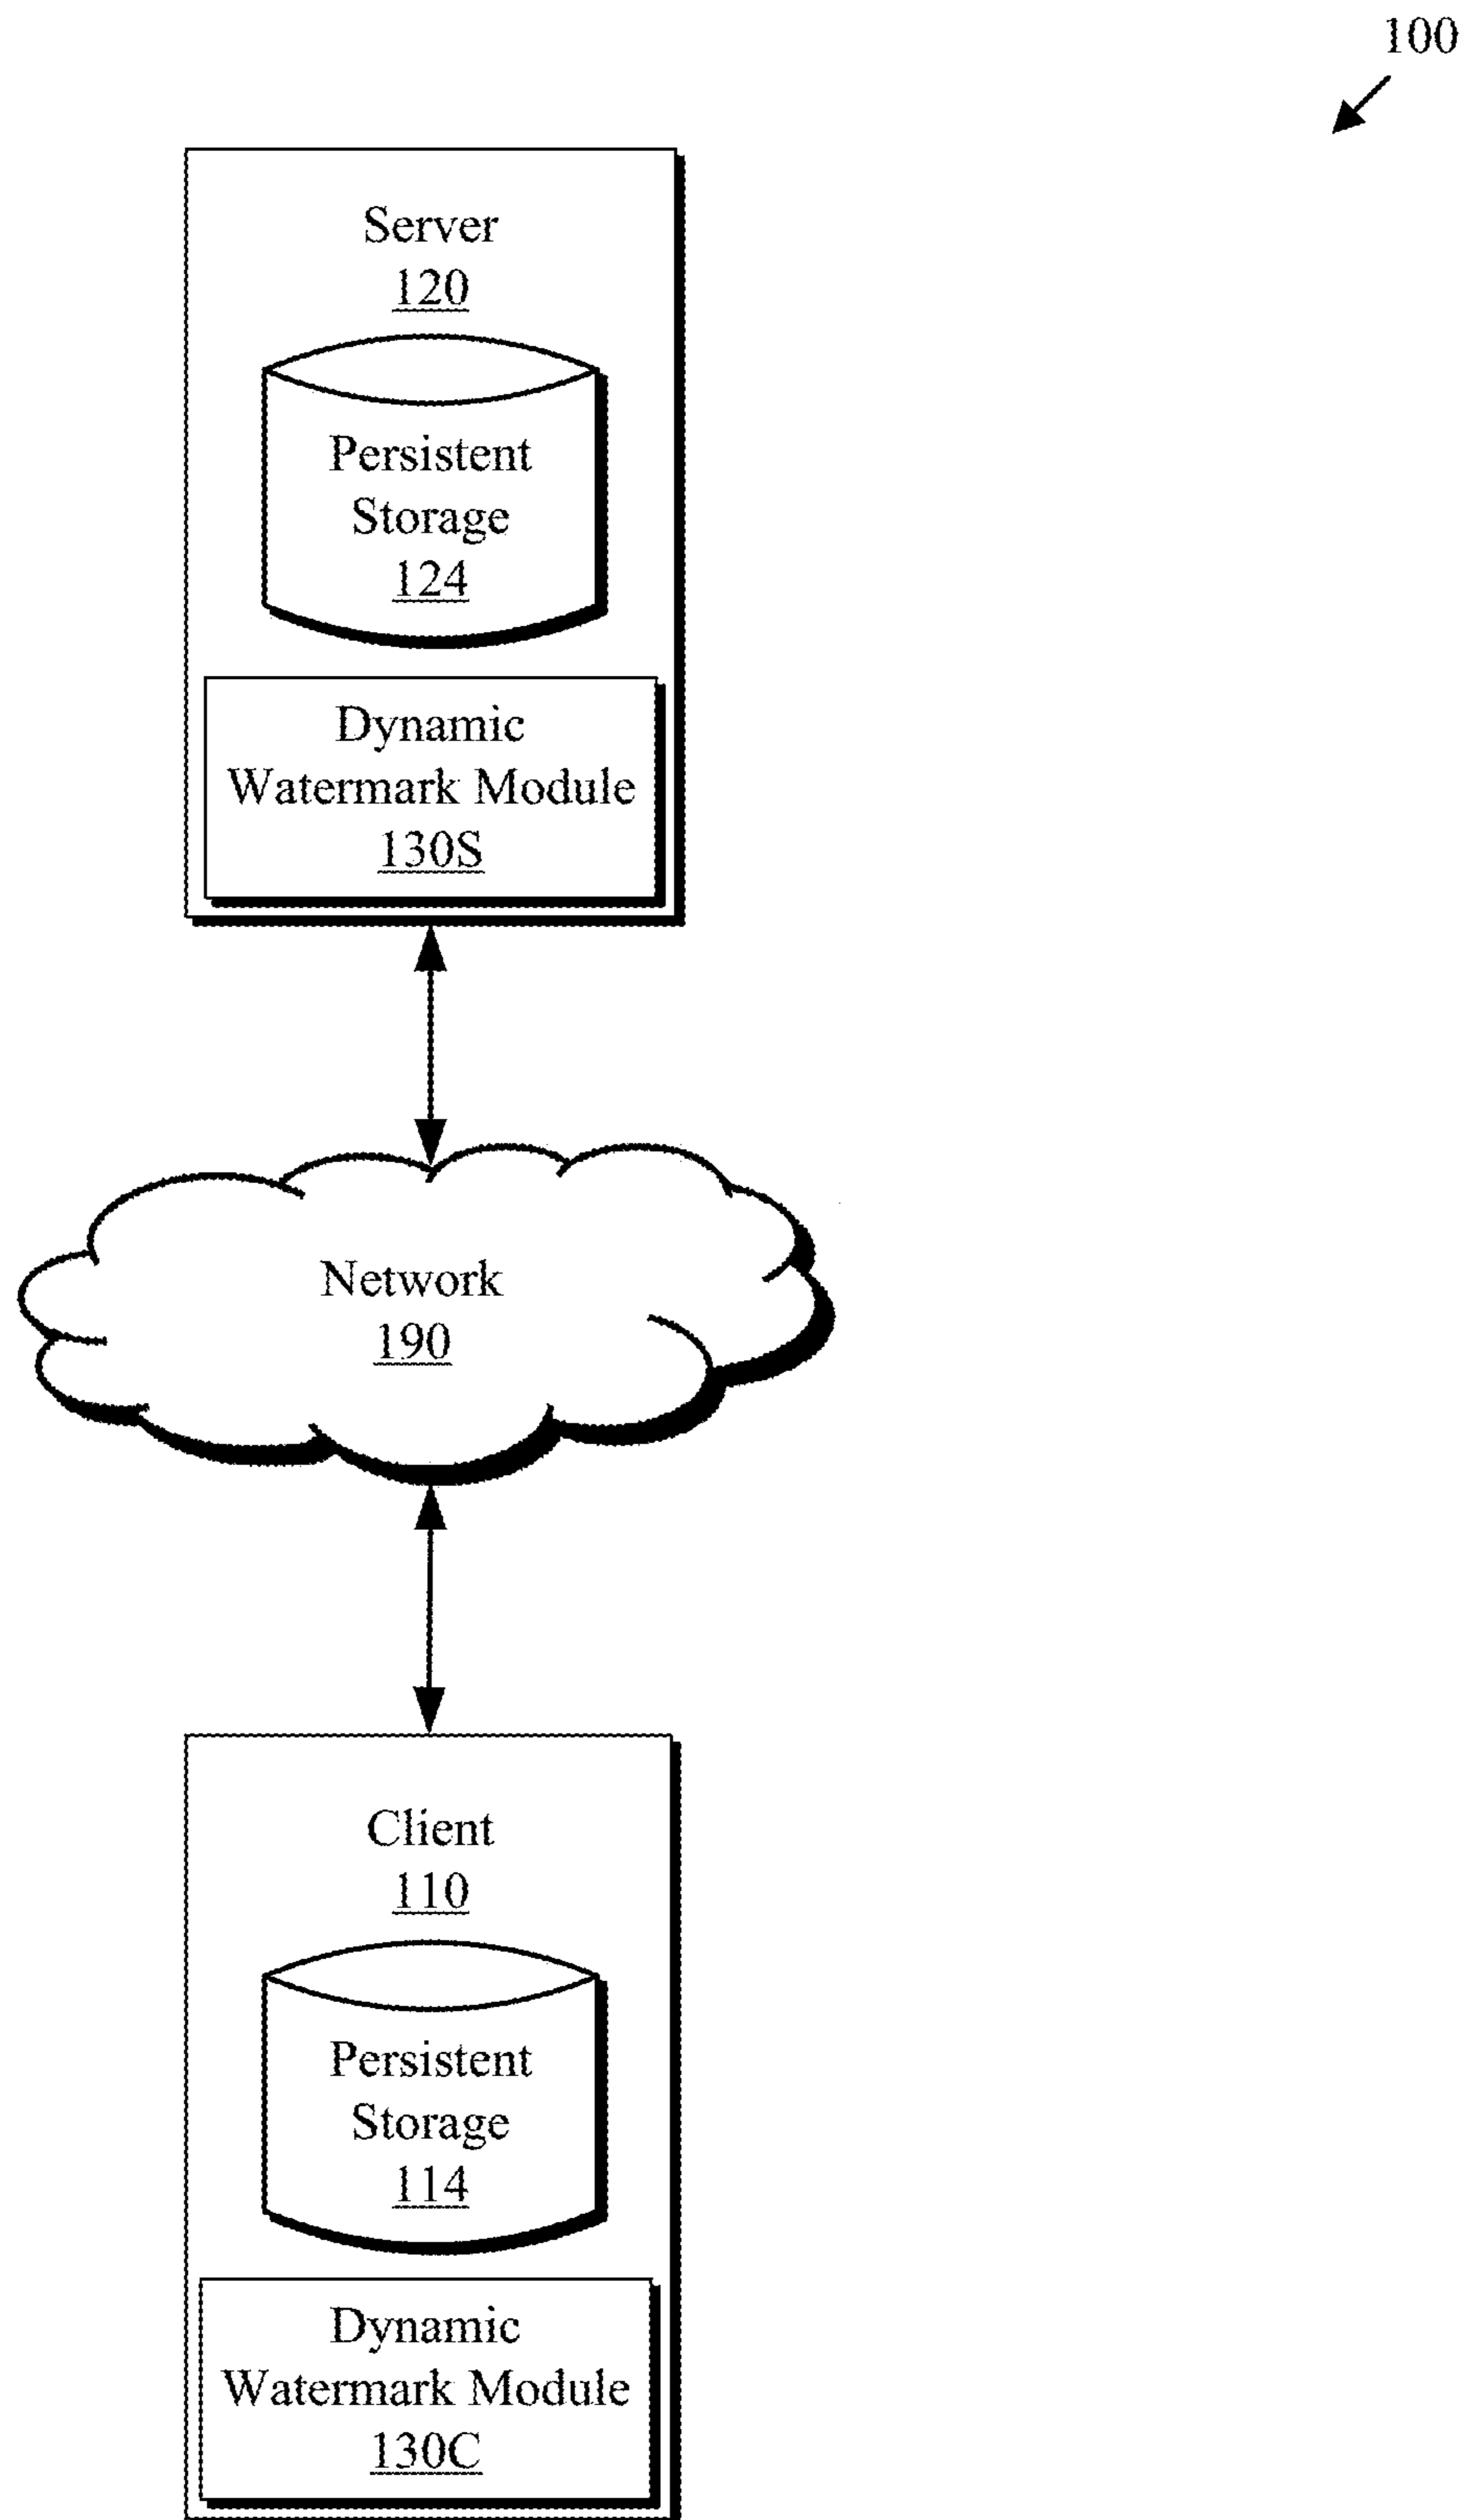 100
Server
120
Persistent
Storage
124
Dynamic
Watermark Module
130S
Network
190
Client
110
Persistent
Storage
114
Dynamic
Watermark Module
130C